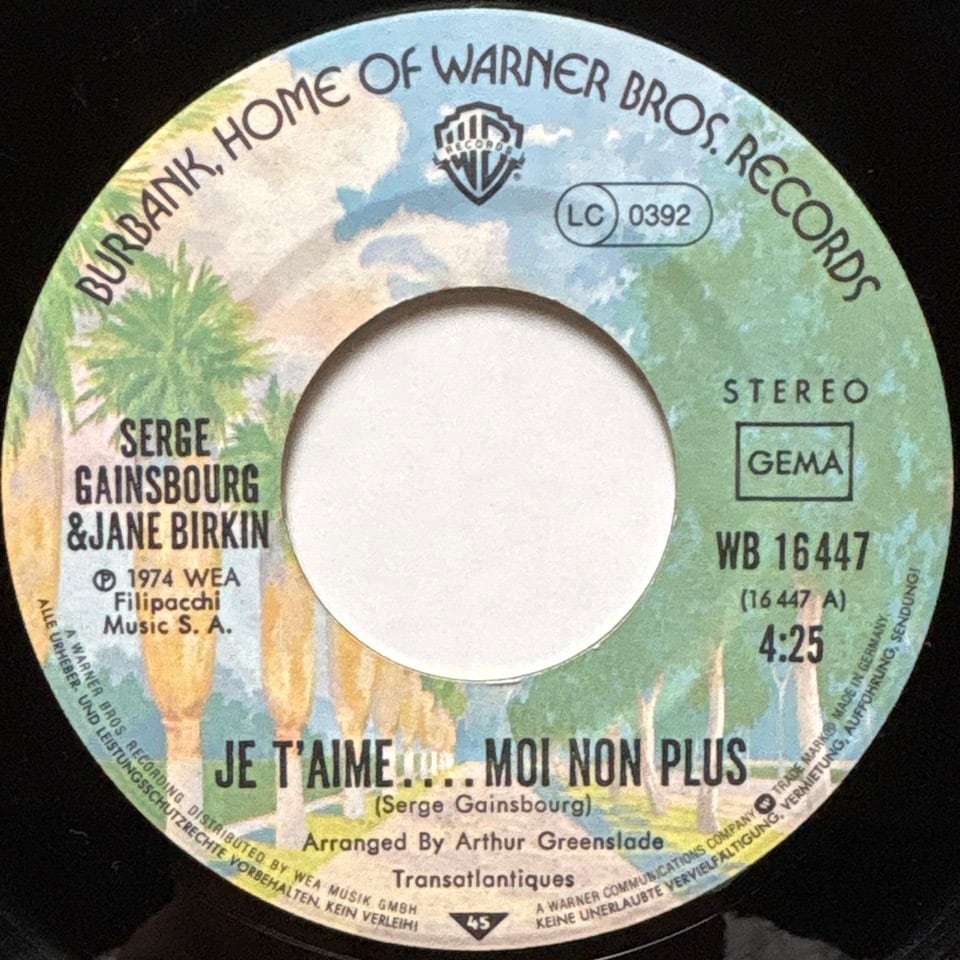 BURBANK, HOME OF WARNER BROS. RECORDS
RECORDS
LC 0392
STEREO
GEMA
SERGE
GAINSBOURG
&JANE BIRKIN
℗ 1974 WEA
Filipacchi
Music S. A.
WB 16447
(16 447 A)
4:25
JE T'AIME....MOI NON PLUS
(Serge Gainsbourg)
Arranged By Arthur Greenslade
Transatlantiques
45
A WARNER BROS RECORDING DISTRIBUTED BY WEA MUSIK GMBH
ALLE URHEBER- UND LEISTUNGSSCHUTZRECHTE VORBEHALTEN. KEIN VERLEIH!
A WARNER COMMUNICATIONS COMPANY TRADE MARK® MADE IN GERMANY
KEINE UNERLAUBTE VERVIELFÄLTIGUNG, VERMIETUNG, AUFFÜHRUNG, SENDUNG!